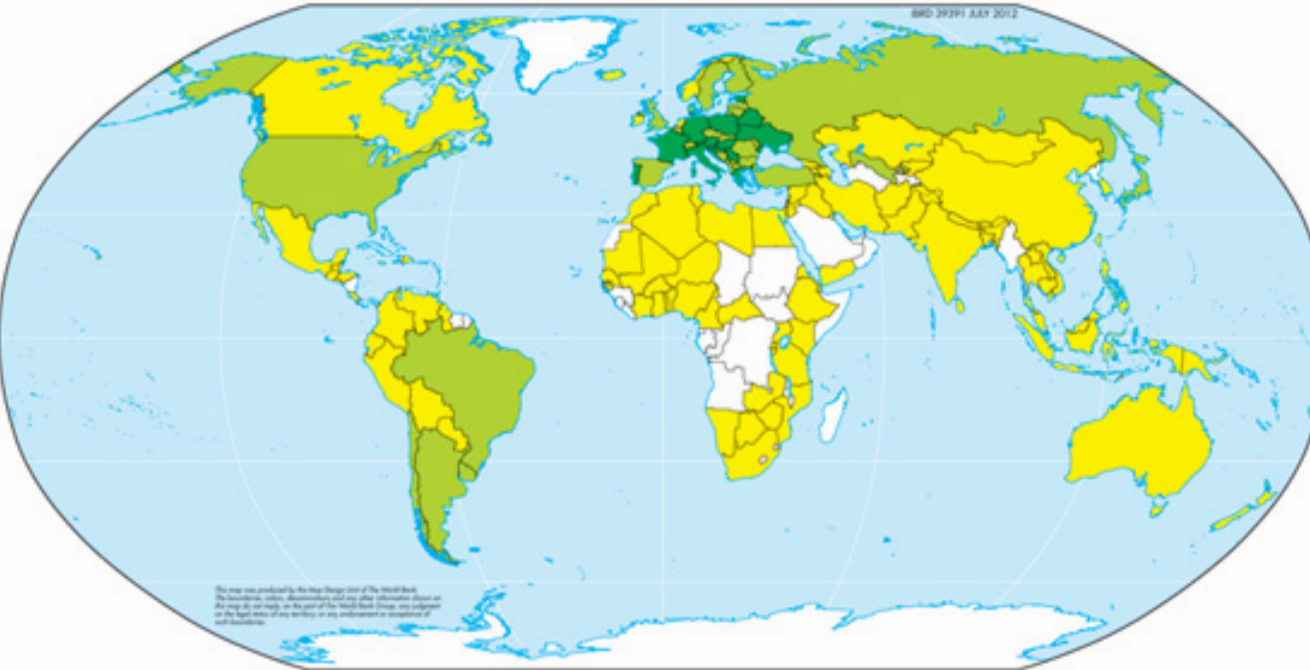 IBRD 39391 JULY 2012
This map was produced by the Map Design Unit of The World Bank.
The boundaries, colors, denominations and any other information shown on
this map do not imply, on the part of The World Bank Group, any judgment
on the legal status of any territory, or any endorsement or acceptance of
such boundaries.